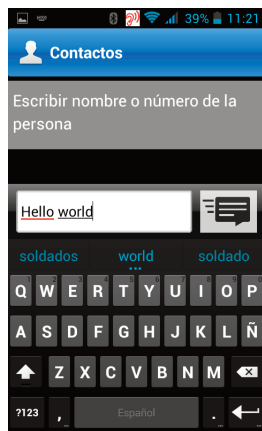 39% 11:21
Contactos
Escribir nombre o número de la
persona
Hello world
soldados world soldado
Q W E R T Y U I O P
A S D F G H J K L Ñ
Z X C V B N M
?123 , Español .